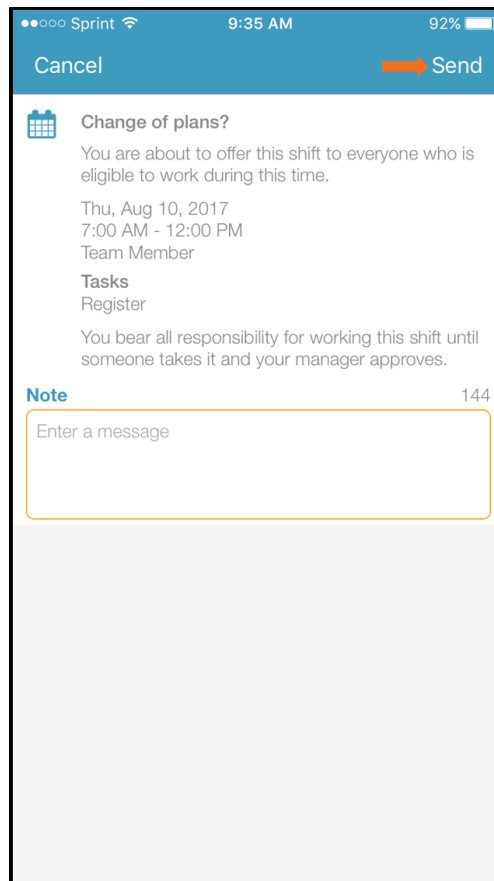 Sprint 9:35 AM 92%
Cancel Send
Change of plans?
You are about to offer this shift to everyone who is
eligible to work during this time.
Thu, Aug 10, 2017
7:00 AM - 12:00 PM
Team Member
Tasks
Register
You bear all responsibility for working this shift until
someone takes it and your manager approves.
Note 144
Enter a message